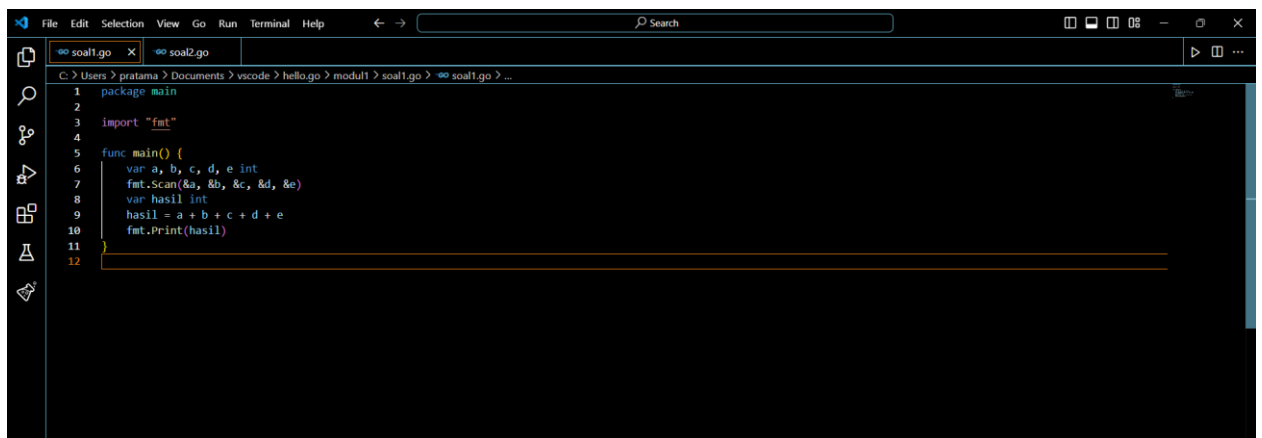 File Edit Selection View Go Run Terminal Help ← → Search
soal1.go × soal2.go
C: > Users > pratama > Documents > vscode > hello.go > modul1 > soal1.go > soal1.go > ...
1 package main
2
3 import "fmt"
4
5 func main() {
6 var a, b, c, d, e int
7 fmt.Scan(&a, &b, &c, &d, &e)
8 var hasil int
9 hasil = a + b + c + d + e
10 fmt.Print(hasil)
11 }
12